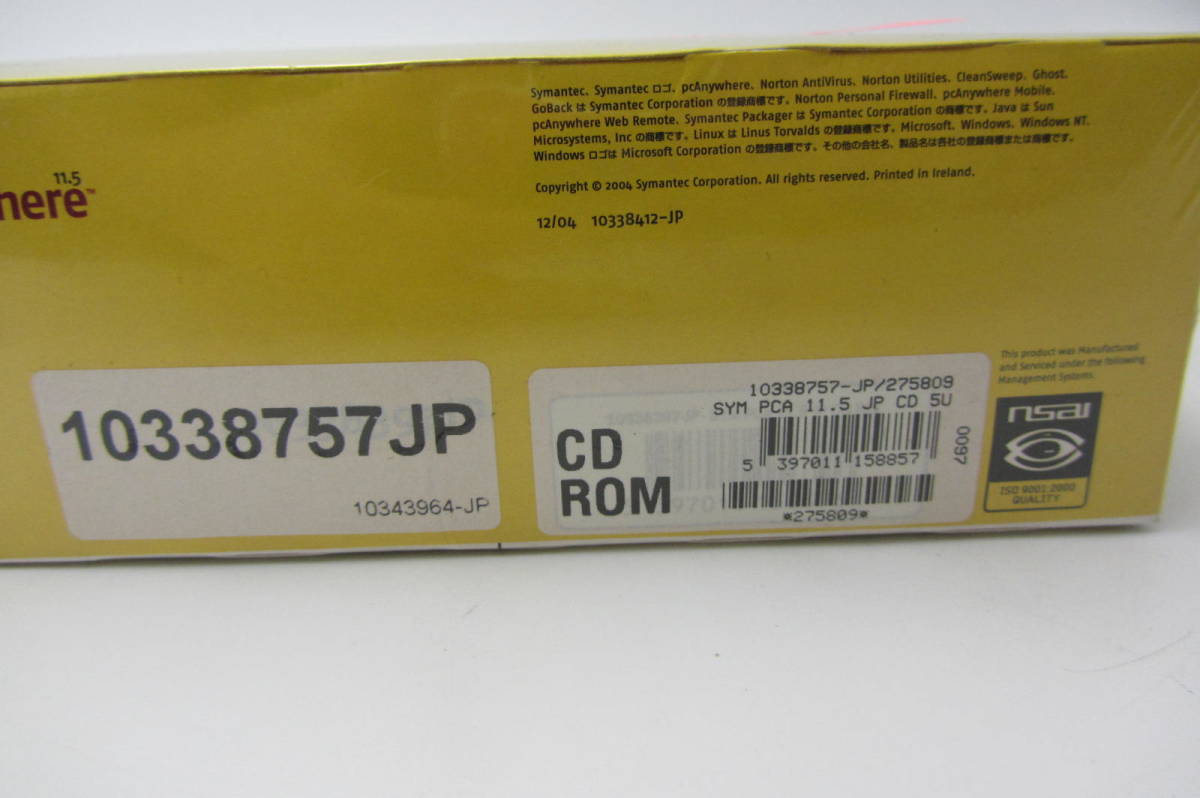 Symantec、Symantec ロゴ、pcAnywhere、Norton AntiVirus、Norton Utilities、CleanSweep、Ghost、
GoBack は Symantec Corporation の登録商標です。Norton Personal Firewall、pcAnywhere Mobile、
pcAnywhere Web Remote、Symantec Packager は Symantec Corporation の商標です。Java は Sun
Microsystems, Inc の商標です。Linux は Linus Torvalds の登録商標です。Microsoft、Windows、Windows NT、
Windows ロゴは Microsoft Corporation の登録商標です。その他の会社名、製品名は各社の登録商標または商標です。
Copyright © 2004 Symantec Corporation. All rights reserved. Printed in Ireland.
12/04 10338412-JP
11.5
nere™
10338757JP
10343964-JP
10338757-JP/275809
SYM PCA 11.5 JP CD 5U
CD
ROM
5 397011 158857
0097
*275809*
This product was Manufactured
and Serviced under the following
Management Systems.
nsai
ISO 9001:2000
QUALITY